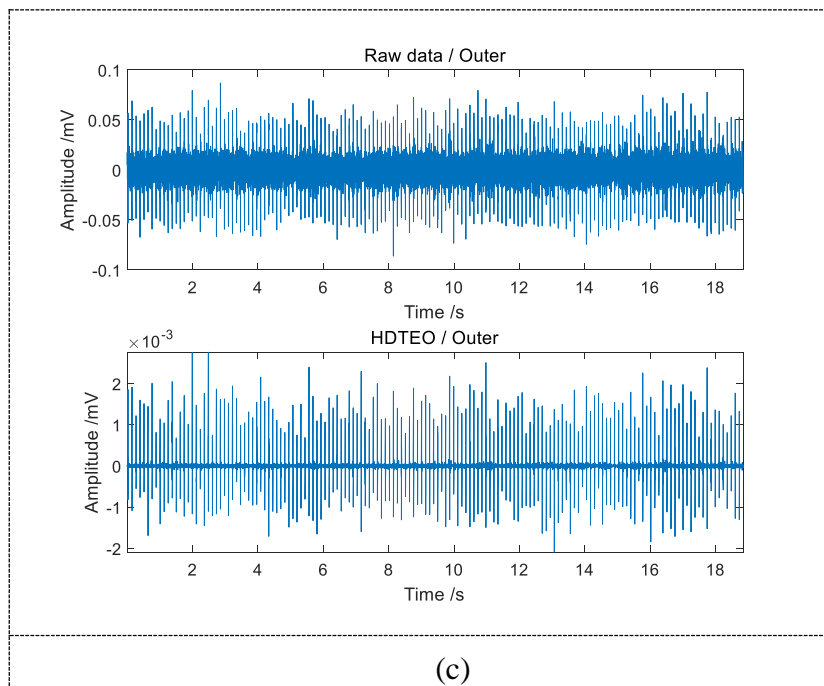 Raw data / Outer
0.1
0.05
0
-0.05
-0.1
Amplitude /mV
2 4 6 8 10 12 14 16 18
Time /s
HDTEO / Outer
×10-3
2
1
0
-1
-2
Amplitude /mV
2 4 6 8 10 12 14 16 18
Time /s
(c)